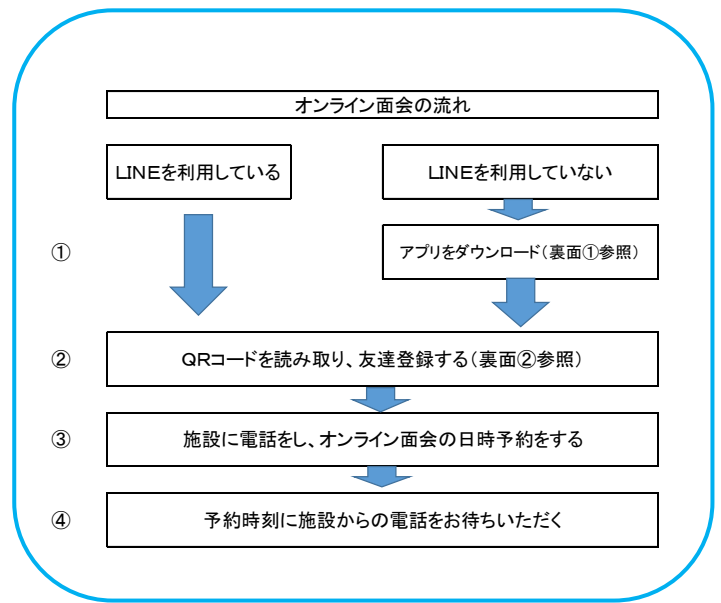 オンライン面会の流れ
LINEを利用している
LINEを利用していない
①
アプリをダウンロード(裏面①参照)
②
QRコードを読み取り、友達登録する(裏面②参照)
③
施設に電話をし、オンライン面会の日時予約をする
④
予約時刻に施設からの電話をお待ちいただく